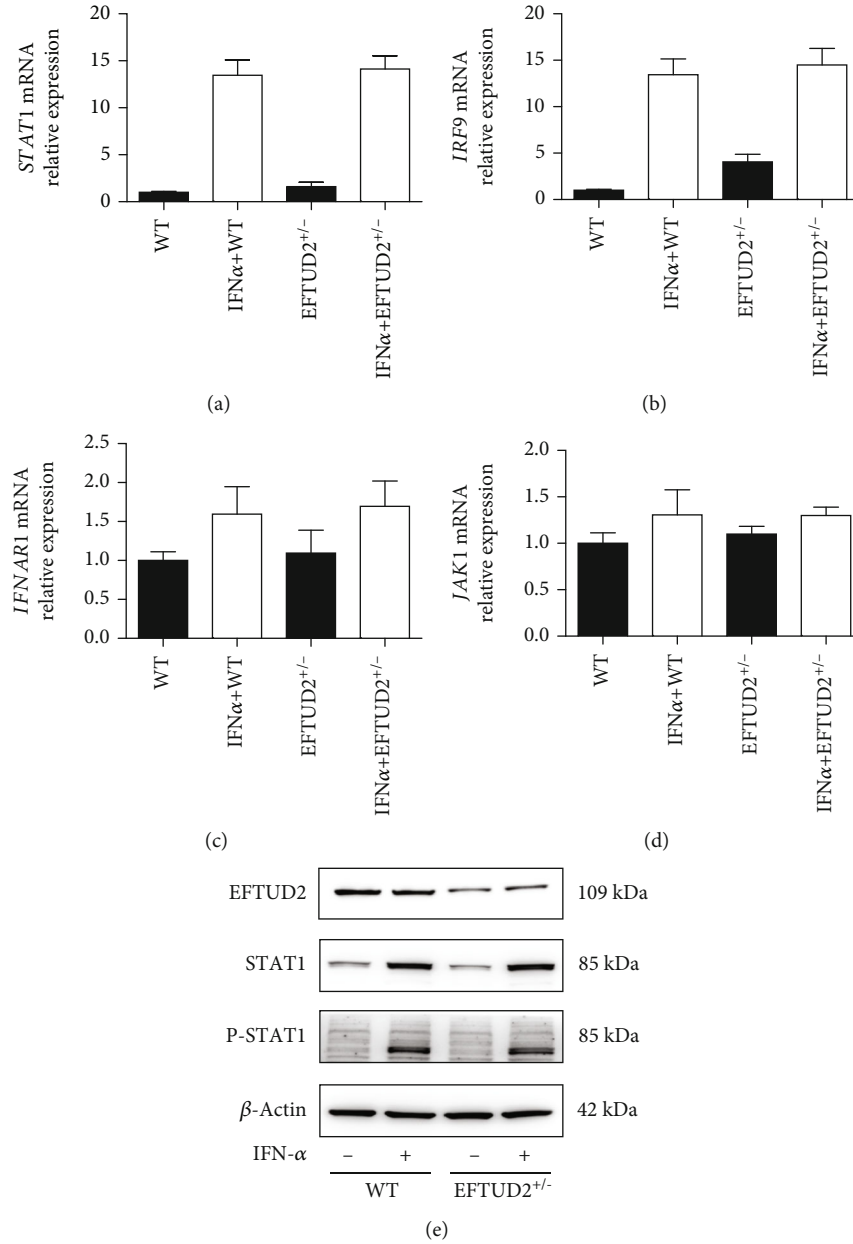 STAT1 mRNA
relative expression
20
15
10
5
0
WT
IFNα+WT
EFTUD2+/–
IFNα+EFTUD2+/–
(a)
IRF9 mRNA
relative expression
20
15
10
5
0
WT
IFNα+WT
EFTUD2+/–
IFNα+EFTUD2+/–
(b)
IFNAR1 mRNA
relative expression
2.5
2.0
1.5
1.0
0.5
0.0
WT
IFNα+WT
EFTUD2+/–
IFNα+EFTUD2+/–
(c)
JAK1 mRNA
relative expression
2.0
1.5
1.0
0.5
0.0
WT
IFNα+WT
EFTUD2+/–
IFNα+EFTUD2+/–
(d)
EFTUD2 109 kDa
STAT1 85 kDa
P-STAT1 85 kDa
β-Actin 42 kDa
IFN-α – + – +
WT EFTUD2+/–
(e)